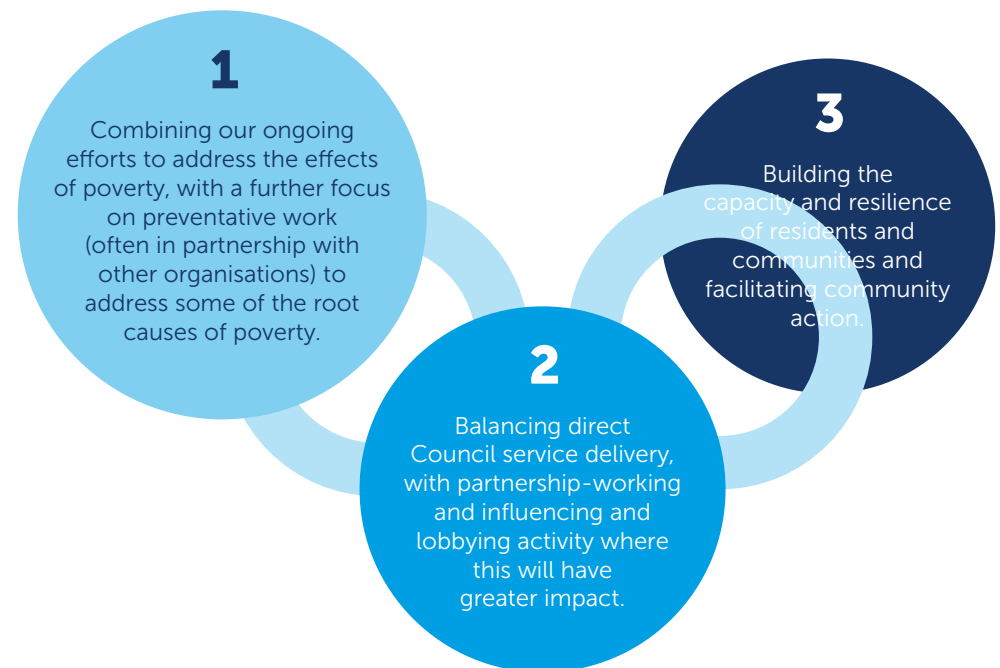 1
Combining our ongoing
efforts to address the effects
of poverty, with a further focus
on preventative work
(often in partnership with
other organisations) to
address some of the root
causes of poverty.
2
Balancing direct
Council service delivery,
with partnership-working
and influencing and
lobbying activity where
this will have
greater impact.
3
Building the
capacity and resilience
of residents and
communities and
facilitating community
action.